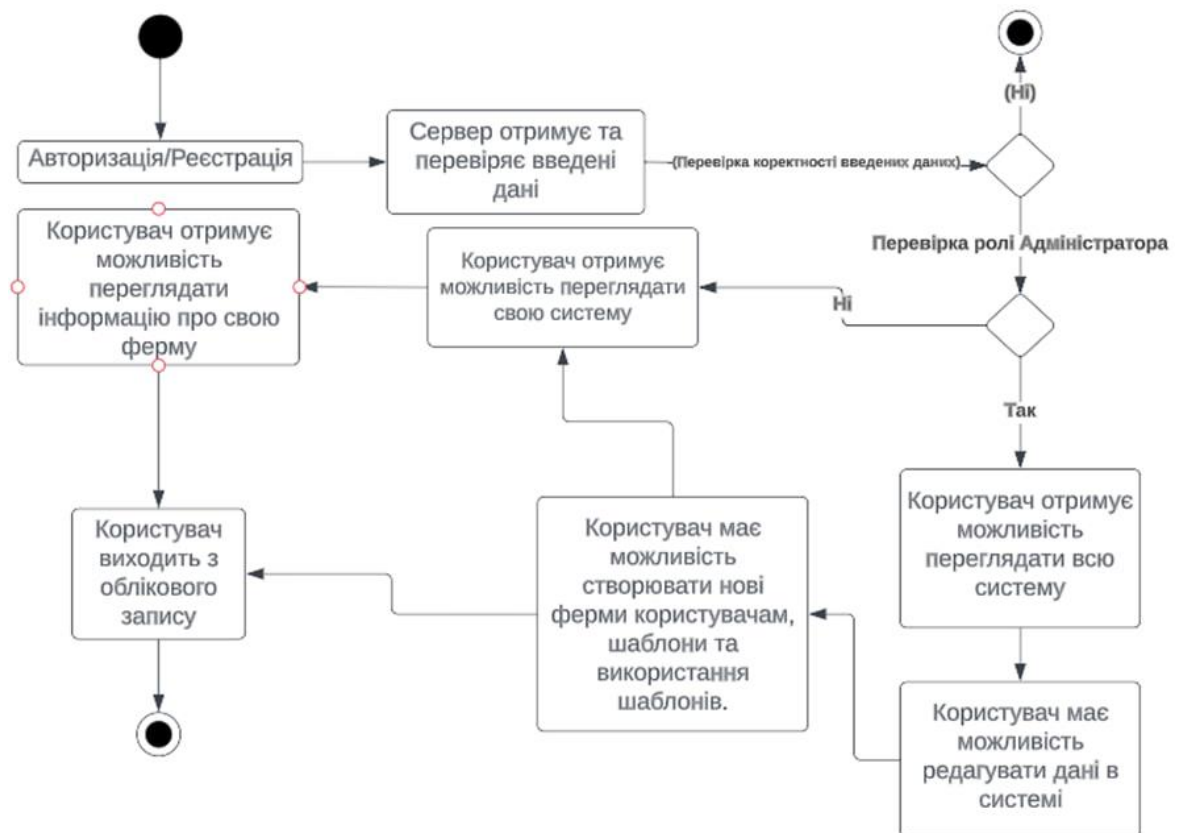 (Ні)
Авторизація/Реєстрація
Сервер отримує та
перевіряє введені
дані
(Перевірка коректності введених даних)
Перевірка ролі Адміністратора
Користувач отримує
можливість
переглядати
інформацію про свою
ферму
Користувач отримує
можливість переглядати
свою систему
Ні
Так
Користувач отримує
можливість
переглядати всю
систему
Користувач
виходить з
облікового
запису
Користувач має
можливість
створювати нові
ферми користувачам,
шаблони та
використання
шаблонів.
Користувач має
можливість
редагувати дані в
системі